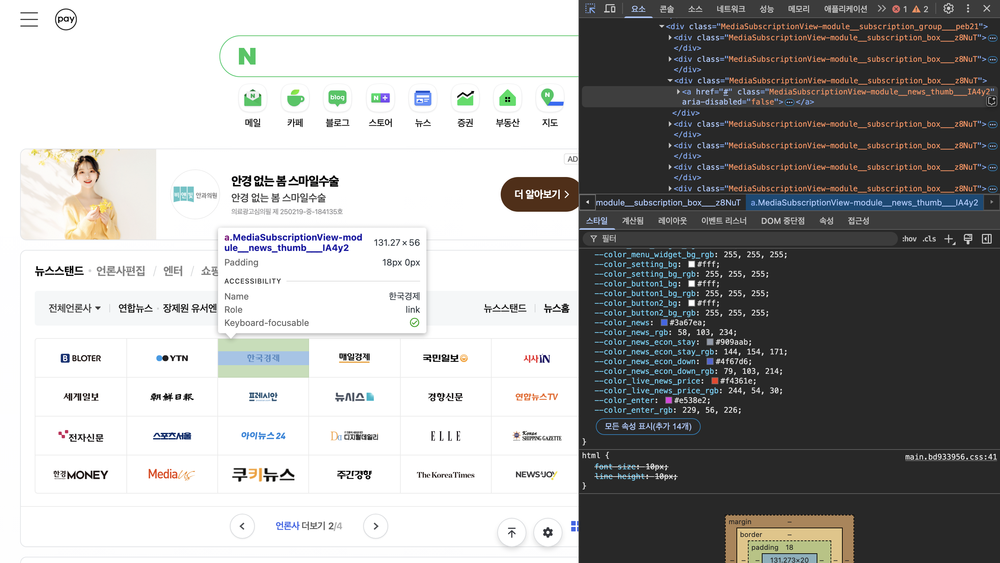 pay
N
메일
카페
blog
블로그
N+
스토어
뉴스
증권
부동산
N
지도
비앤빛 안과의원
안경 없는 봄 스마일수술
안경 없는 봄 스마일수술
의료광고심의필 제 250219-중-184135호
AD
더 알아보기
a.MediaSubscriptionView-mod
ule__news_thumb___IA4y2
131.27 × 56
Padding 18px 0px
ACCESSIBILITY
Name 한국경제
Role link
Keyboard-focusable
뉴스스탠드 언론사편집 / 엔터 / 쇼핑
전체언론사 연합뉴스 장제원 유서엔
뉴스스탠드 뉴스홈
B BLOTER
YTN
한국경제
매일경제
국민일보
시사IN
세계일보
朝鮮日報
프레시안
pressian.com
뉴시스
경향신문
연합뉴스TV
전자신문
스포츠서울
아이뉴스24
Dd 디지털데일리
ELLE
KOREA SHIPPING GAZETTE
한경MONEY
Mediaus
쿠키뉴스
주간경향
The Korea Times
NEWS&JOY!
언론사 더보기 2/4
요소 콘솔 소스 네트워크 성능 메모리 애플리케이션 1 2
<div class="MediaSubscriptionView-module__subscription_group___peb21">
<div class="MediaSubscriptionView-module__subscription_box___z8NuT">
</div>
<div class="MediaSubscriptionView-module__subscription_box___z8NuT">
</div>
<div class="MediaSubscriptionView-module__subscription_box___z8NuT">
<a href="#" class="MediaSubscriptionView-module__news_thumb___IA4y2"
aria-disabled="false">…</a>
</div>
<div class="MediaSubscriptionView-module__subscription_box___z8NuT">
</div>
<div class="MediaSubscriptionView-module__subscription_box___z8NuT">
</div>
<div class="MediaSubscriptionView-module__subscription_box___z8NuT">
</div>
<div class="MediaSubscriptionView-module__subscription_box___z8NuT">
module__subscription_box___z8NuT a.MediaSubscriptionView-module__news_thumb___IA4y2
스타일 계산됨 레이아웃 이벤트 리스너 DOM 중단점 속성 접근성
필터 :hov .cls
--color_menu_widget_bg_rgb: 255, 255, 255;
--color_setting_bg: #fff;
--color_setting_bg_rgb: 255, 255, 255;
--color_button1_bg: #fff;
--color_button1_bg_rgb: 255, 255, 255;
--color_button2_bg: #fff;
--color_button2_bg_rgb: 255, 255, 255;
--color_news: #3a67ea;
--color_news_rgb: 58, 103, 234;
--color_news_econ_stay: #909aab;
--color_news_econ_stay_rgb: 144, 154, 171;
--color_news_econ_down: #4f67d6;
--color_news_econ_down_rgb: 79, 103, 214;
--color_live_news_price: #f4361e;
--color_live_news_price_rgb: 244, 54, 30;
--color_enter: #e538e2;
--color_enter_rgb: 229, 56, 226;
모든 속성 표시(추가 14개)
}
html {
main.bd933956.css:41
font-size: 10px;
line-height: 10px;
}
margin –
border –
padding 18
– – – 131.273×20 – – –